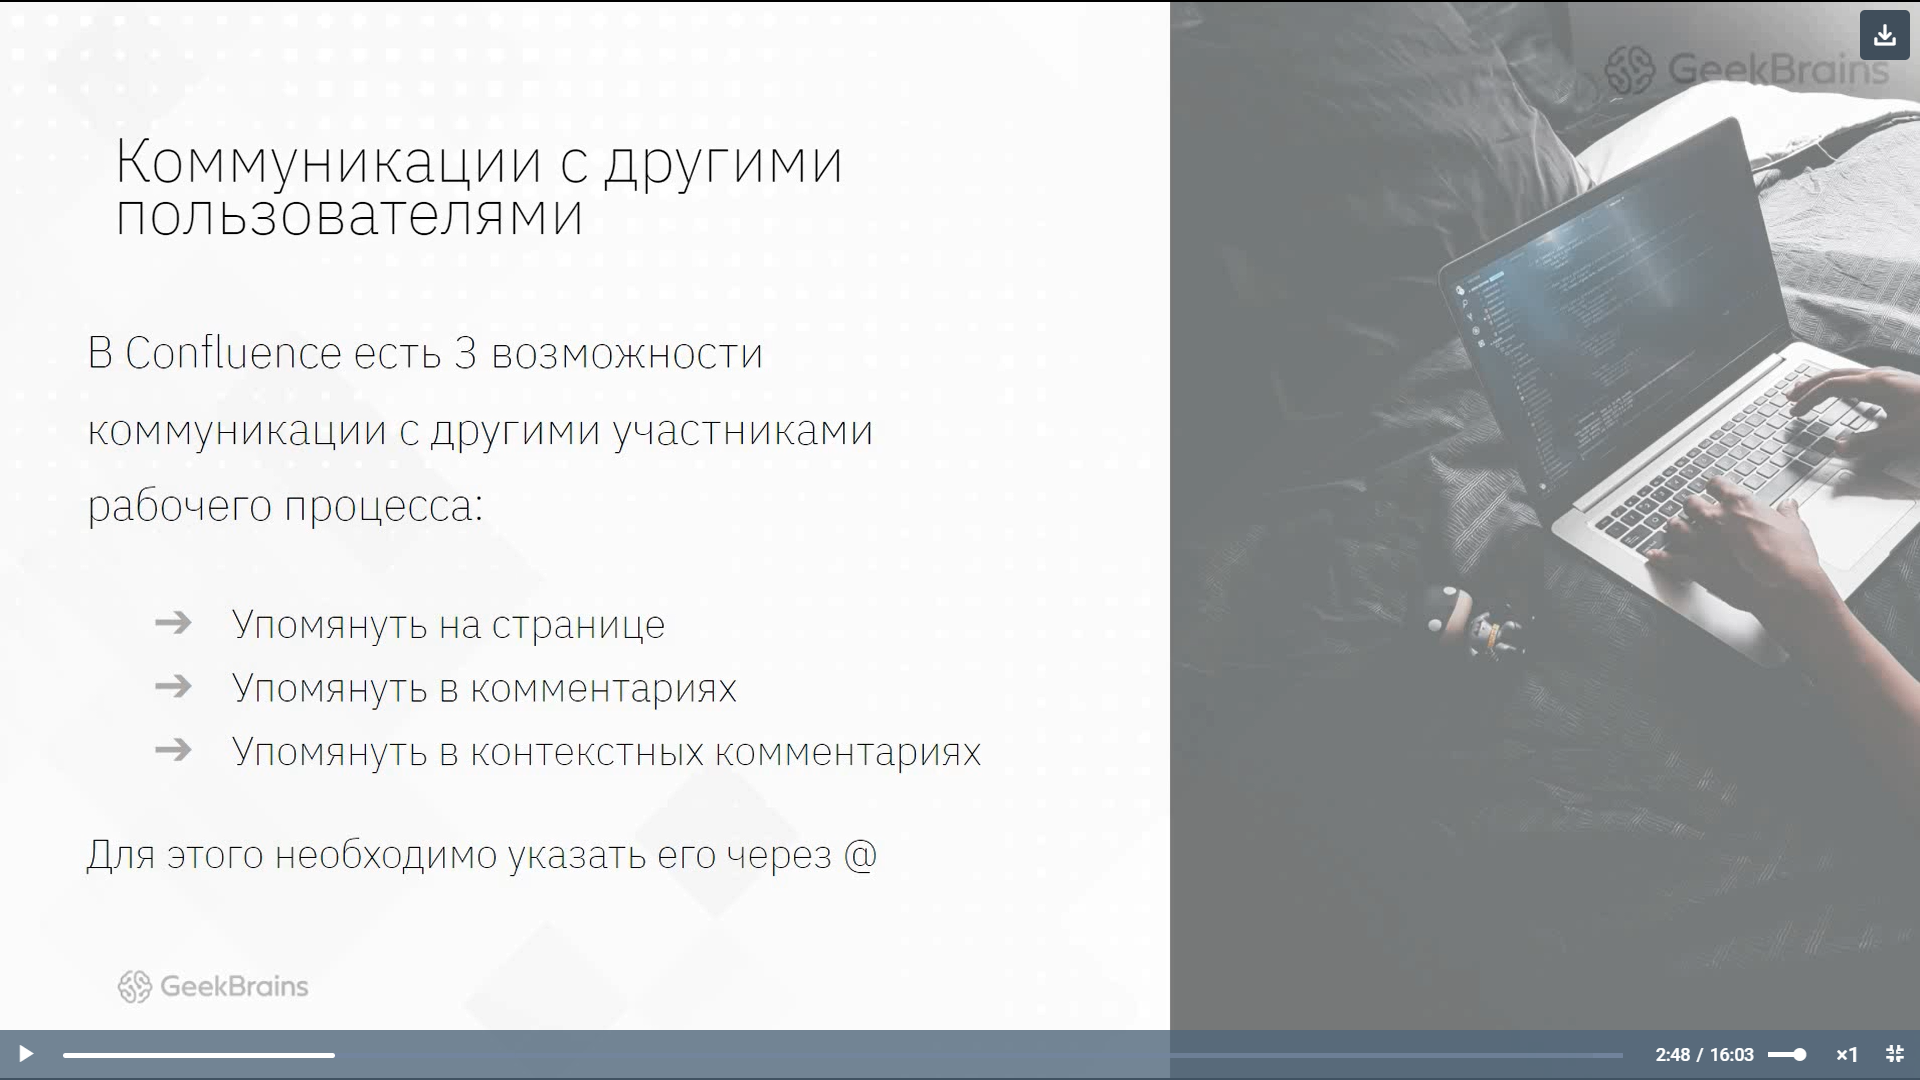 GeekBrains
Коммуникации с другими
пользователями
В Confluence есть 3 возможности
коммуникации с другими участниками
рабочего процесса:
➔ Упомянуть на странице
➔ Упомянуть в комментариях
➔ Упомянуть в контекстных комментариях
Для этого необходимо указать его через @
GeekBrains
2:48 / 16:03 ×1